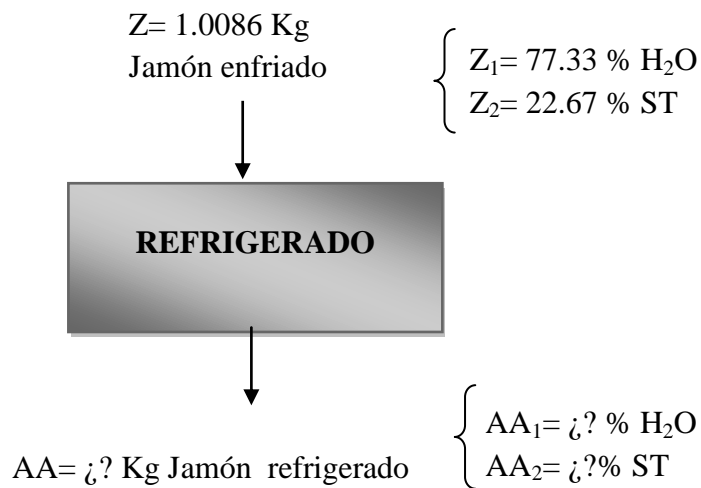 Z= 1.0086 Kg
Jamón enfriado
Z₁= 77.33 % H₂O
Z₂= 22.67 % ST
REFRIGERADO
AA₁= ¿? % H₂O
AA₂= ¿?% ST
AA= ¿? Kg Jamón refrigerado